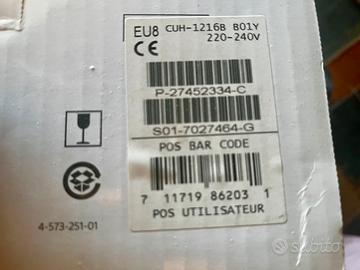 EU8 CUH-1216B B01Y
CE 220-240V
P-27452334-C
S01-7027464-G
POS BAR CODE
7 11719 86203 1
POS UTILISATEUR
4-573-251-01
subito